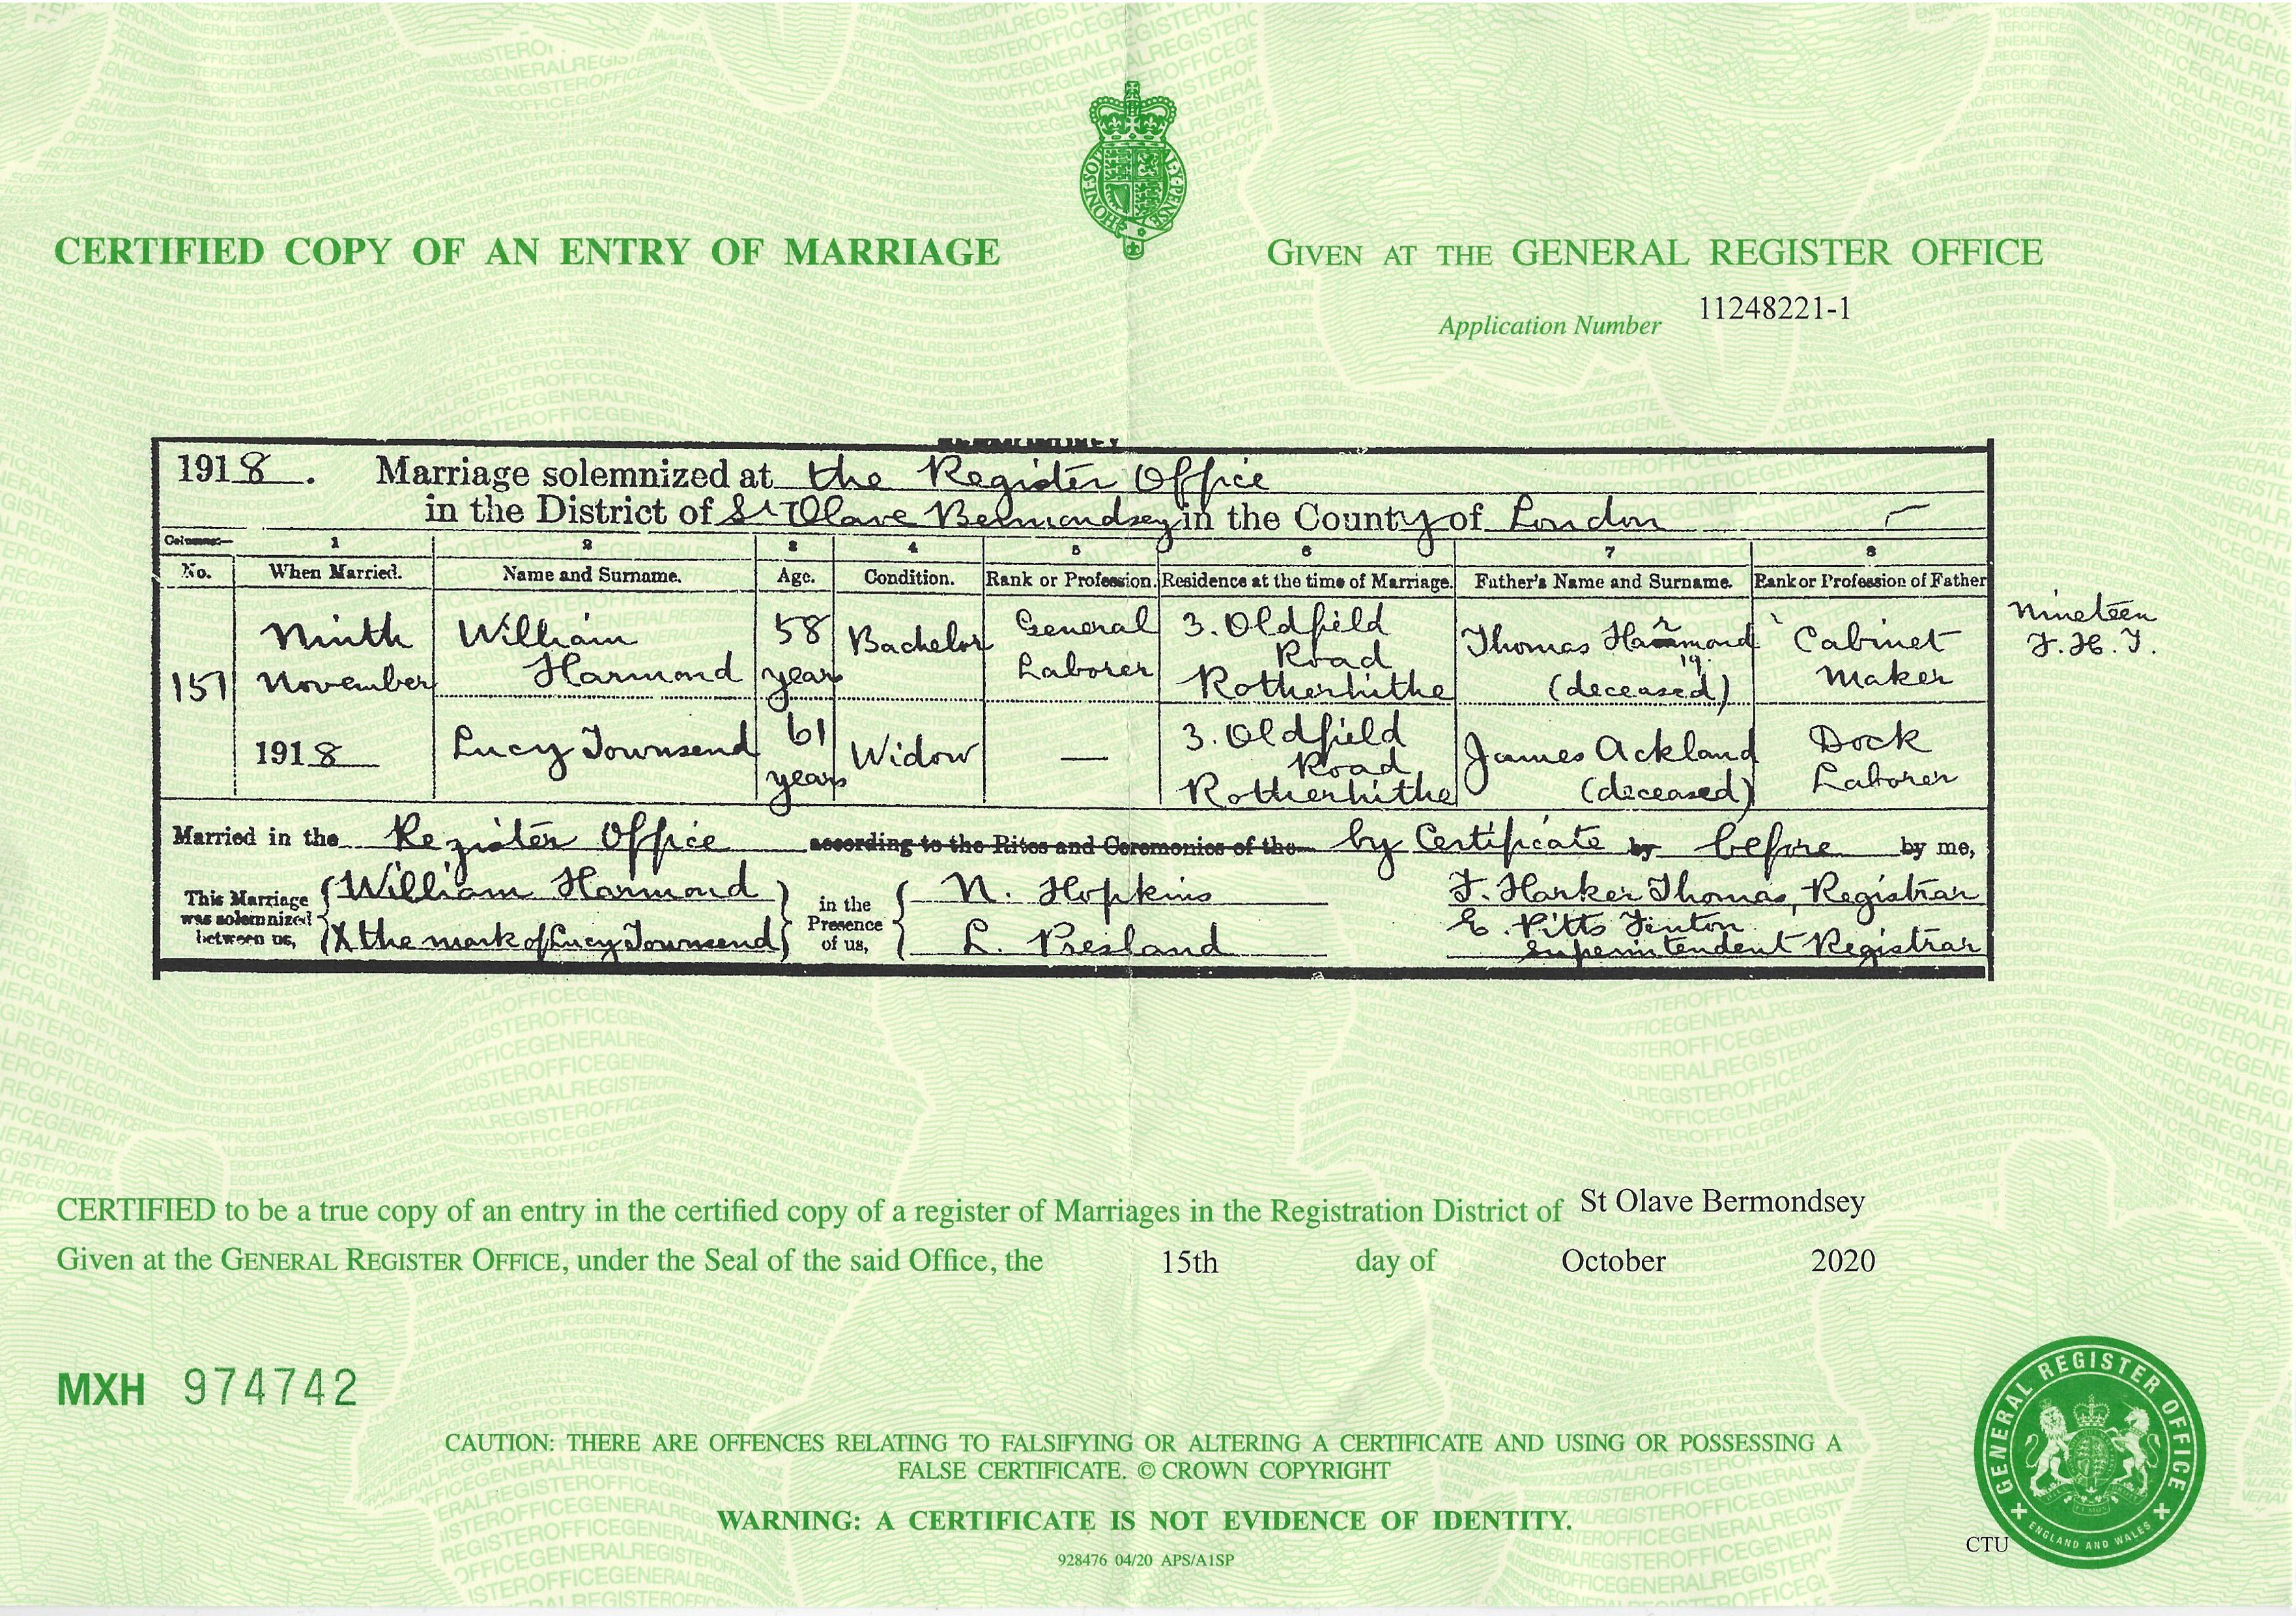 CERTIFIED COPY OF AN ENTRY OF MARRIAGE
GIVEN AT THE GENERAL REGISTER OFFICE
Application Number 11248221-1
1918. Marriage solemnized at the Register Office
in the District of St Olave Bermondsey in the County of London
Columns:— 1 2 3 4 5 6 7 8
No. When Married. Name and Surname. Age. Condition. Rank or Profession. Residence at the time of Marriage. Father's Name and Surname. Rank or Profession of Father
157 Ninth November 1918
William Harmond 58 years Bachelor General Laborer 3. Oldfield Road Rotherhithe Thomas Harmond (deceased) Cabinet Maker
Lucy Townsend 61 years Widow — 3. Oldfield Road Rotherhithe James Ackland (deceased) Dock Laborer
Nineteen
F. H. T.
Married in the Register Office according to the Rites and Ceremonies of the by Certificate by before by me,
This Marriage was solemnized between us, William Harmond
X the mark of Lucy Townsend
in the Presence of us, N. Hopkins
L. Presland
F. Harker Thomas, Registrar
E. Pitts Fenton
Superintendent Registrar
CERTIFIED to be a true copy of an entry in the certified copy of a register of Marriages in the Registration District of St Olave Bermondsey
Given at the GENERAL REGISTER OFFICE, under the Seal of the said Office, the 15th day of October 2020
MXH 974742
CAUTION: THERE ARE OFFENCES RELATING TO FALSIFYING OR ALTERING A CERTIFICATE AND USING OR POSSESSING A
FALSE CERTIFICATE. © CROWN COPYRIGHT
WARNING: A CERTIFICATE IS NOT EVIDENCE OF IDENTITY.
928476 04/20 APS/A1SP
CTU
GENERAL REGISTER OFFICE
ENGLAND AND WALES